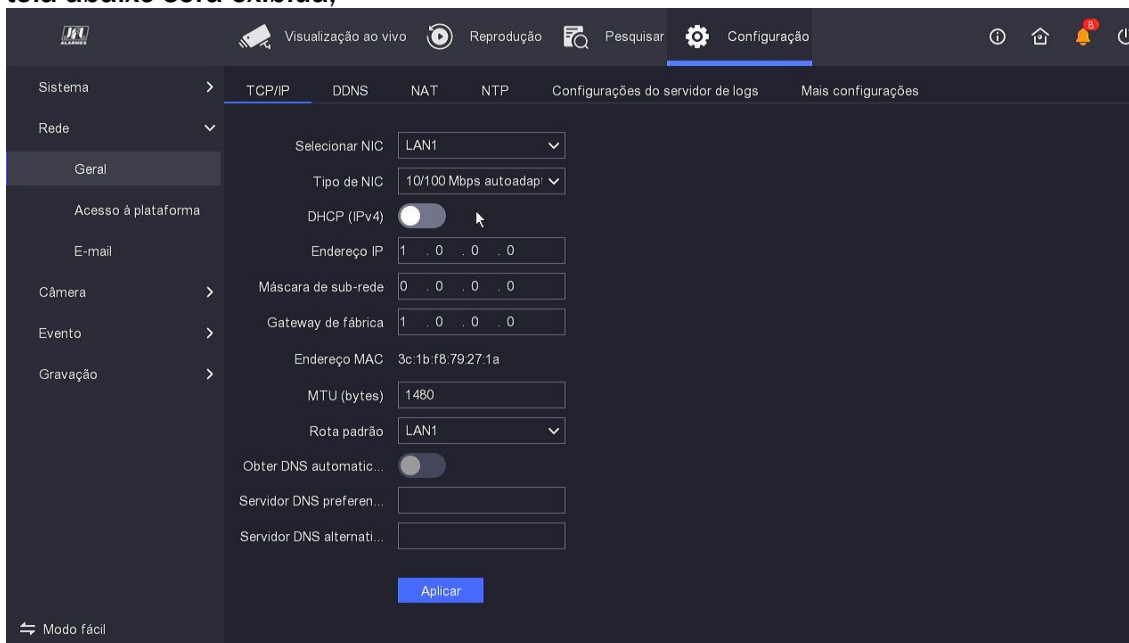 tela abaixo será exibida;
JFL
ALARMES
Visualização ao vivo
Reprodução
Pesquisar
Configuração
8
Sistema
Rede
Geral
Acesso à plataforma
E-mail
Câmera
Evento
Gravação
Modo fácil
TCP/IP DDNS NAT NTP Configurações do servidor de logs Mais configurações
Selecionar NIC LAN1
Tipo de NIC 10/100 Mbps autoadap
DHCP (IPv4)
Endereço IP 1 . 0 . 0 . 0
Máscara de sub-rede 0 . 0 . 0 . 0
Gateway de fábrica 1 . 0 . 0 . 0
Endereço MAC 3c:1b:f8:79:27:1a
MTU (bytes) 1480
Rota padrão LAN1
Obter DNS automatic...
Servidor DNS preferen...
Servidor DNS alternati...
Aplicar